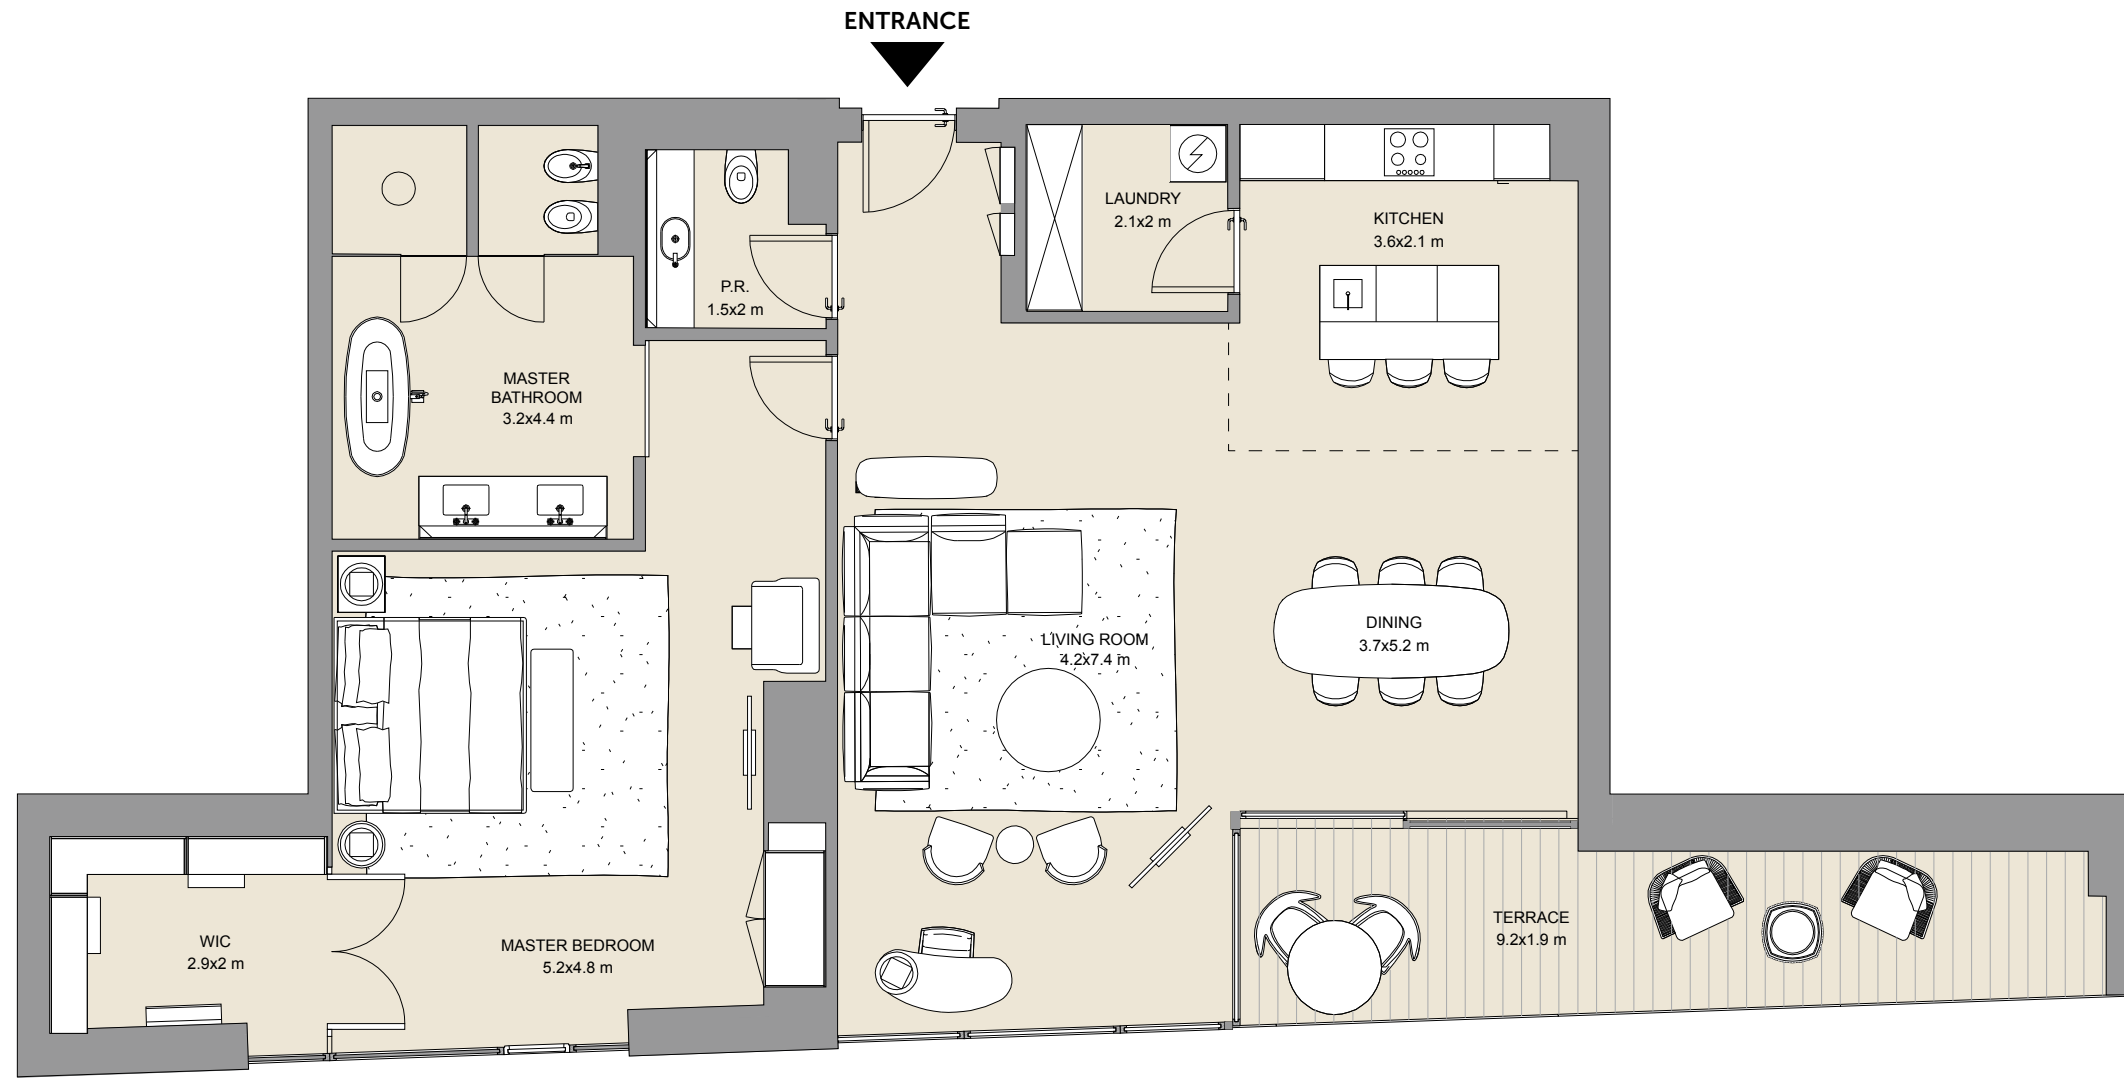 ENTRANCE
LAUNDRY
2.1x2 m
KITCHEN
3.6x2.1 m
P.R.
1.5x2 m
MASTER
BATHROOM
3.2x4.4 m
LIVING ROOM
4.2x7.4 m
DINING
3.7x5.2 m
WIC
2.9x2 m
MASTER BEDROOM
5.2x4.8 m
TERRACE
9.2x1.9 m